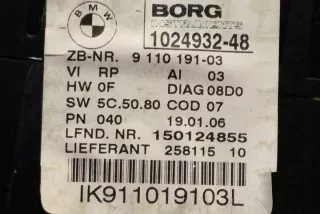 BMW
BORG
INSTRUMENTS
1024932-48
ZB-NR. 9 110 191-03
VI RP AI 03
HW 0F DIAG 08D0
SW 5C.50.80 COD 07
PN 040 19.01.06
LFND. NR. 150124855
LIEFERANT 258115 10
IK911019103L